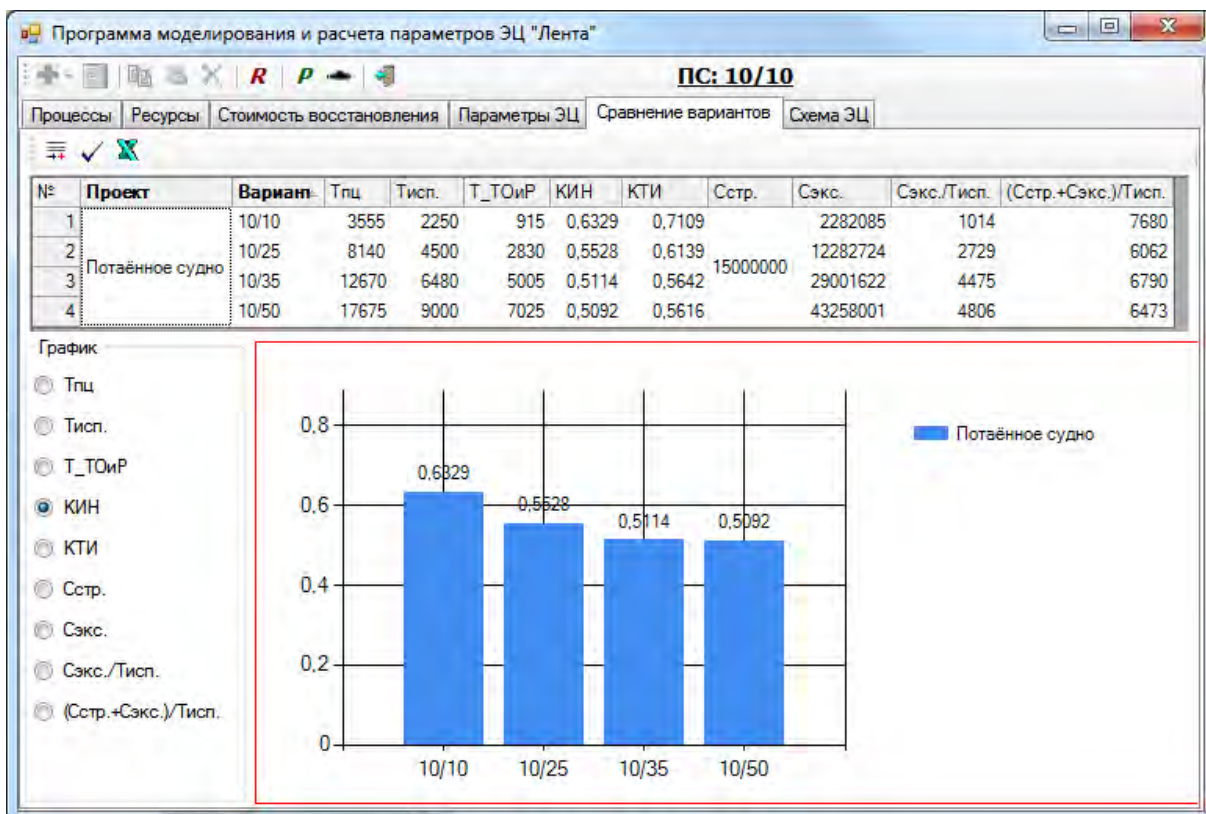 Программа моделирования и расчета параметров ЭЦ "Лента"
R P ПС: 10/10
Процессы Ресурсы Стоимость восстановления Параметры ЭЦ Сравнение вариантов Схема ЭЦ
№ Проект Вариант Тпц Тисп. Т_ТОиР КИН КТИ Сстр. Сэкс. Сэкс./Тисп. (Сстр.+Сэкс.)/Тисп.
1 10/10 3555 2250 915 0,6329 0,7109 2282085 1014 7680
2 10/25 8140 4500 2830 0,5528 0,6139 12282724 2729 6062
Потаённое судно 15000000
3 10/35 12670 6480 5005 0,5114 0,5642 29001622 4475 6790
4 10/50 17675 9000 7025 0,5092 0,5616 43258001 4806 6473
График
Тпц
Тисп.
Т_ТОиР
КИН
КТИ
Сстр.
Сэкс.
Сэкс./Тисп.
(Сстр.+Сэкс.)/Тисп.
0,8
0,6
0,4
0,2
0
0,6329
0,5528
0,5114
0,5092
10/10 10/25 10/35 10/50
Потаённое судно